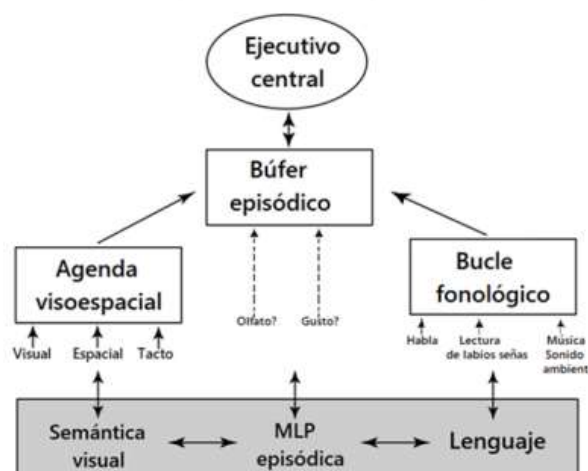 Ejecutivo
central
Búfer
episódico
Agenda
visoespacial
Bucle
fonológico
Olfato?
Gusto?
Visual
Espacial
Tacto
Habla
Lectura
de labios señas
Música
Sonido
ambient
Semántica
visual
MLP
episódica
Lenguaje